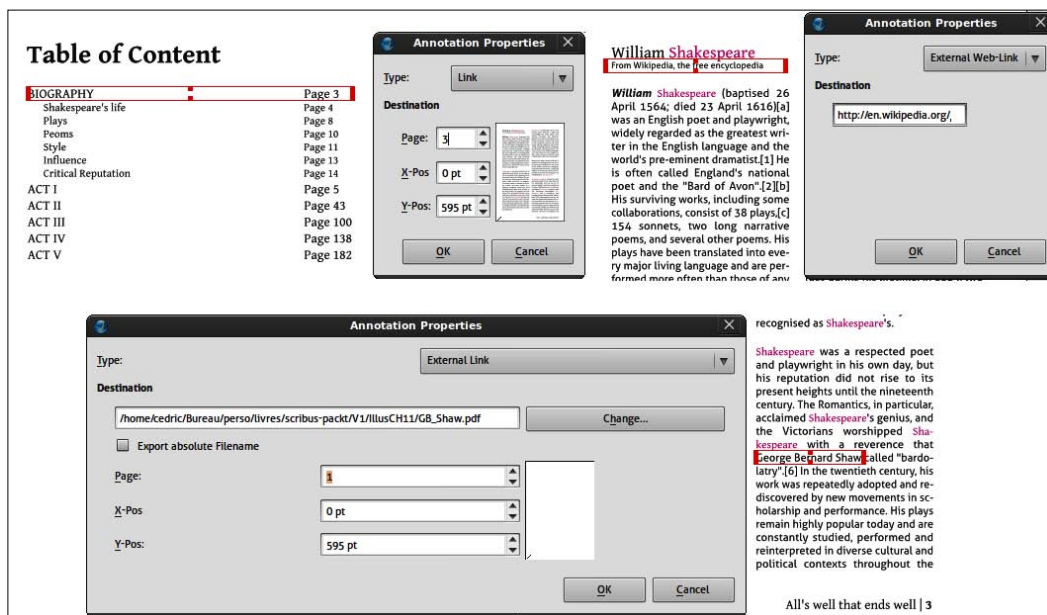 Table of Content
BIOGRAPHY Page 3
Shakespeare's life Page 4
Plays Page 8
Peoms Page 10
Style Page 11
Influence Page 13
Critical Reputation Page 14
ACT I Page 5
ACT II Page 43
ACT III Page 100
ACT IV Page 138
ACT V Page 182
Annotation Properties
Type: Link
Destination
Page: 3
X-Pos 0 pt
Y-Pos: 595 pt
OK Cancel
William Shakespeare
From Wikipedia, the free encyclopedia
William Shakespeare (baptised 26
April 1564; died 23 April 1616)[a]
was an English poet and playwright,
widely regarded as the greatest wri-
ter in the English language and the
world's pre-eminent dramatist.[1] He
is often called England's national
poet and the "Bard of Avon".[2][b]
His surviving works, including some
collaborations, consist of 38 plays,[c]
154 sonnets, two long narrative
poems, and several other poems. His
plays have been translated into eve-
ry major living language and are per-
formed more often than those of any
Annotation Properties
Type: External Web-Link
Destination
http://en.wikipedia.org/
OK Cancel
Annotation Properties
Type: External Link
Destination
/home/cedric/Bureau/perso/livres/scribus-packt/V1/IllusCH11/GB_Shaw.pdf Change...
Export absolute Filename
Page: 1
X-Pos 0 pt
Y-Pos: 595 pt
OK Cancel
recognised as Shakespeare's.
Shakespeare was a respected poet
and playwright in his own day, but
his reputation did not rise to its
present heights until the nineteenth
century. The Romantics, in particular,
acclaimed Shakespeare's genius, and
the Victorians worshipped Sha-
kespeare with a reverence that
George Bernard Shaw called "bardo-
latry".[6] In the twentieth century, his
work was repeatedly adopted and re-
discovered by new movements in sc-
holarship and performance. His plays
remain highly popular today and are
constantly studied, performed and
reinterpreted in diverse cultural and
political contexts throughout the
All's well that ends well | 3